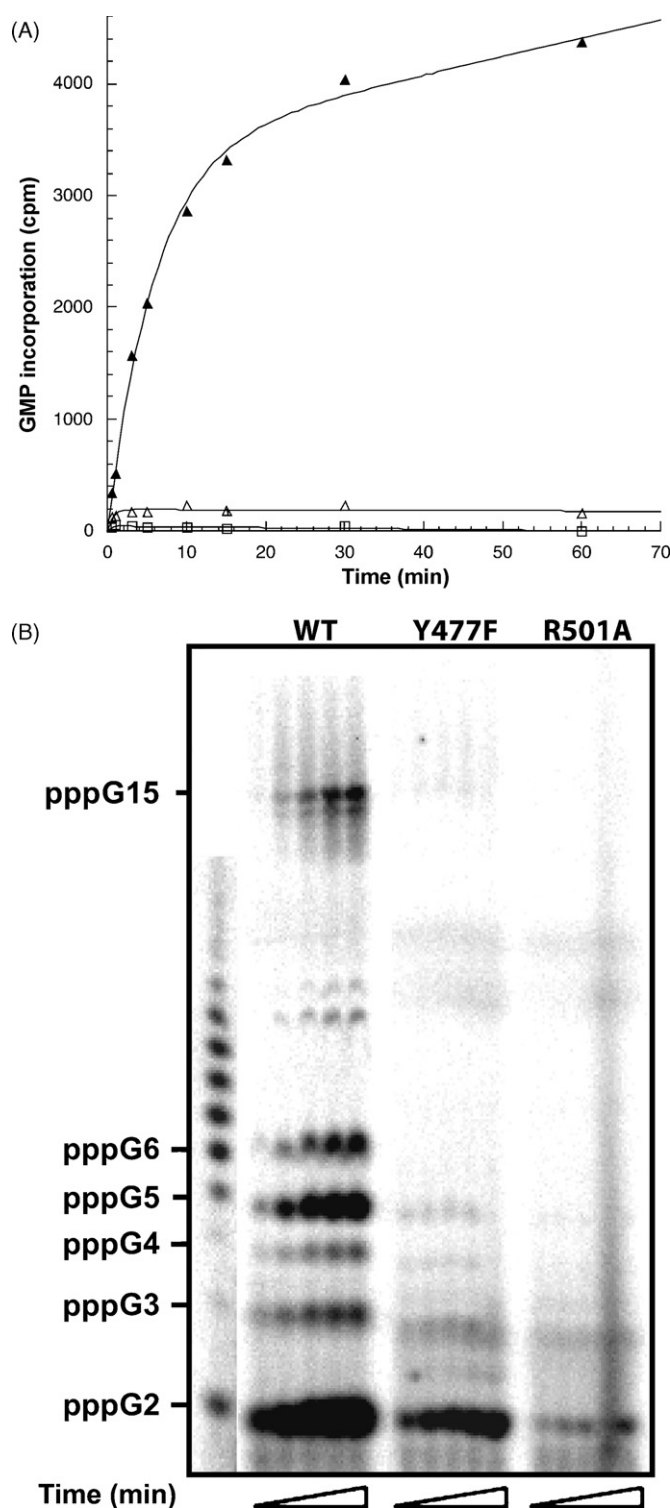 (A)
4000
3000
2000
1000
0
GMP incorporation (cpm)
0 10 20 30 40 50 60 70
Time (min)
(B)
WT Y477F R501A
pppG15
pppG6
pppG5
pppG4
pppG3
pppG2
Time (min)